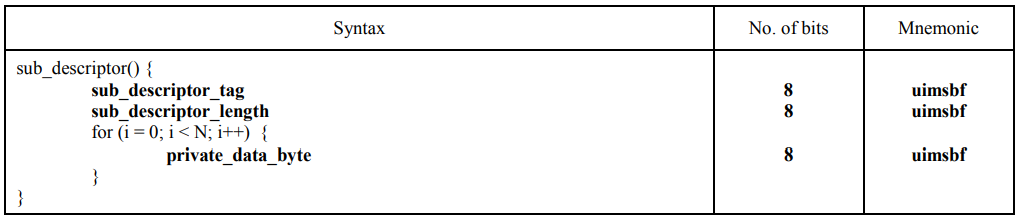 Syntax No. of bits Mnemonic
sub_descriptor() {
sub_descriptor_tag 8 uimsbf
sub_descriptor_length 8 uimsbf
for (i = 0; i < N; i++) {
private_data_byte 8 uimsbf
}
}